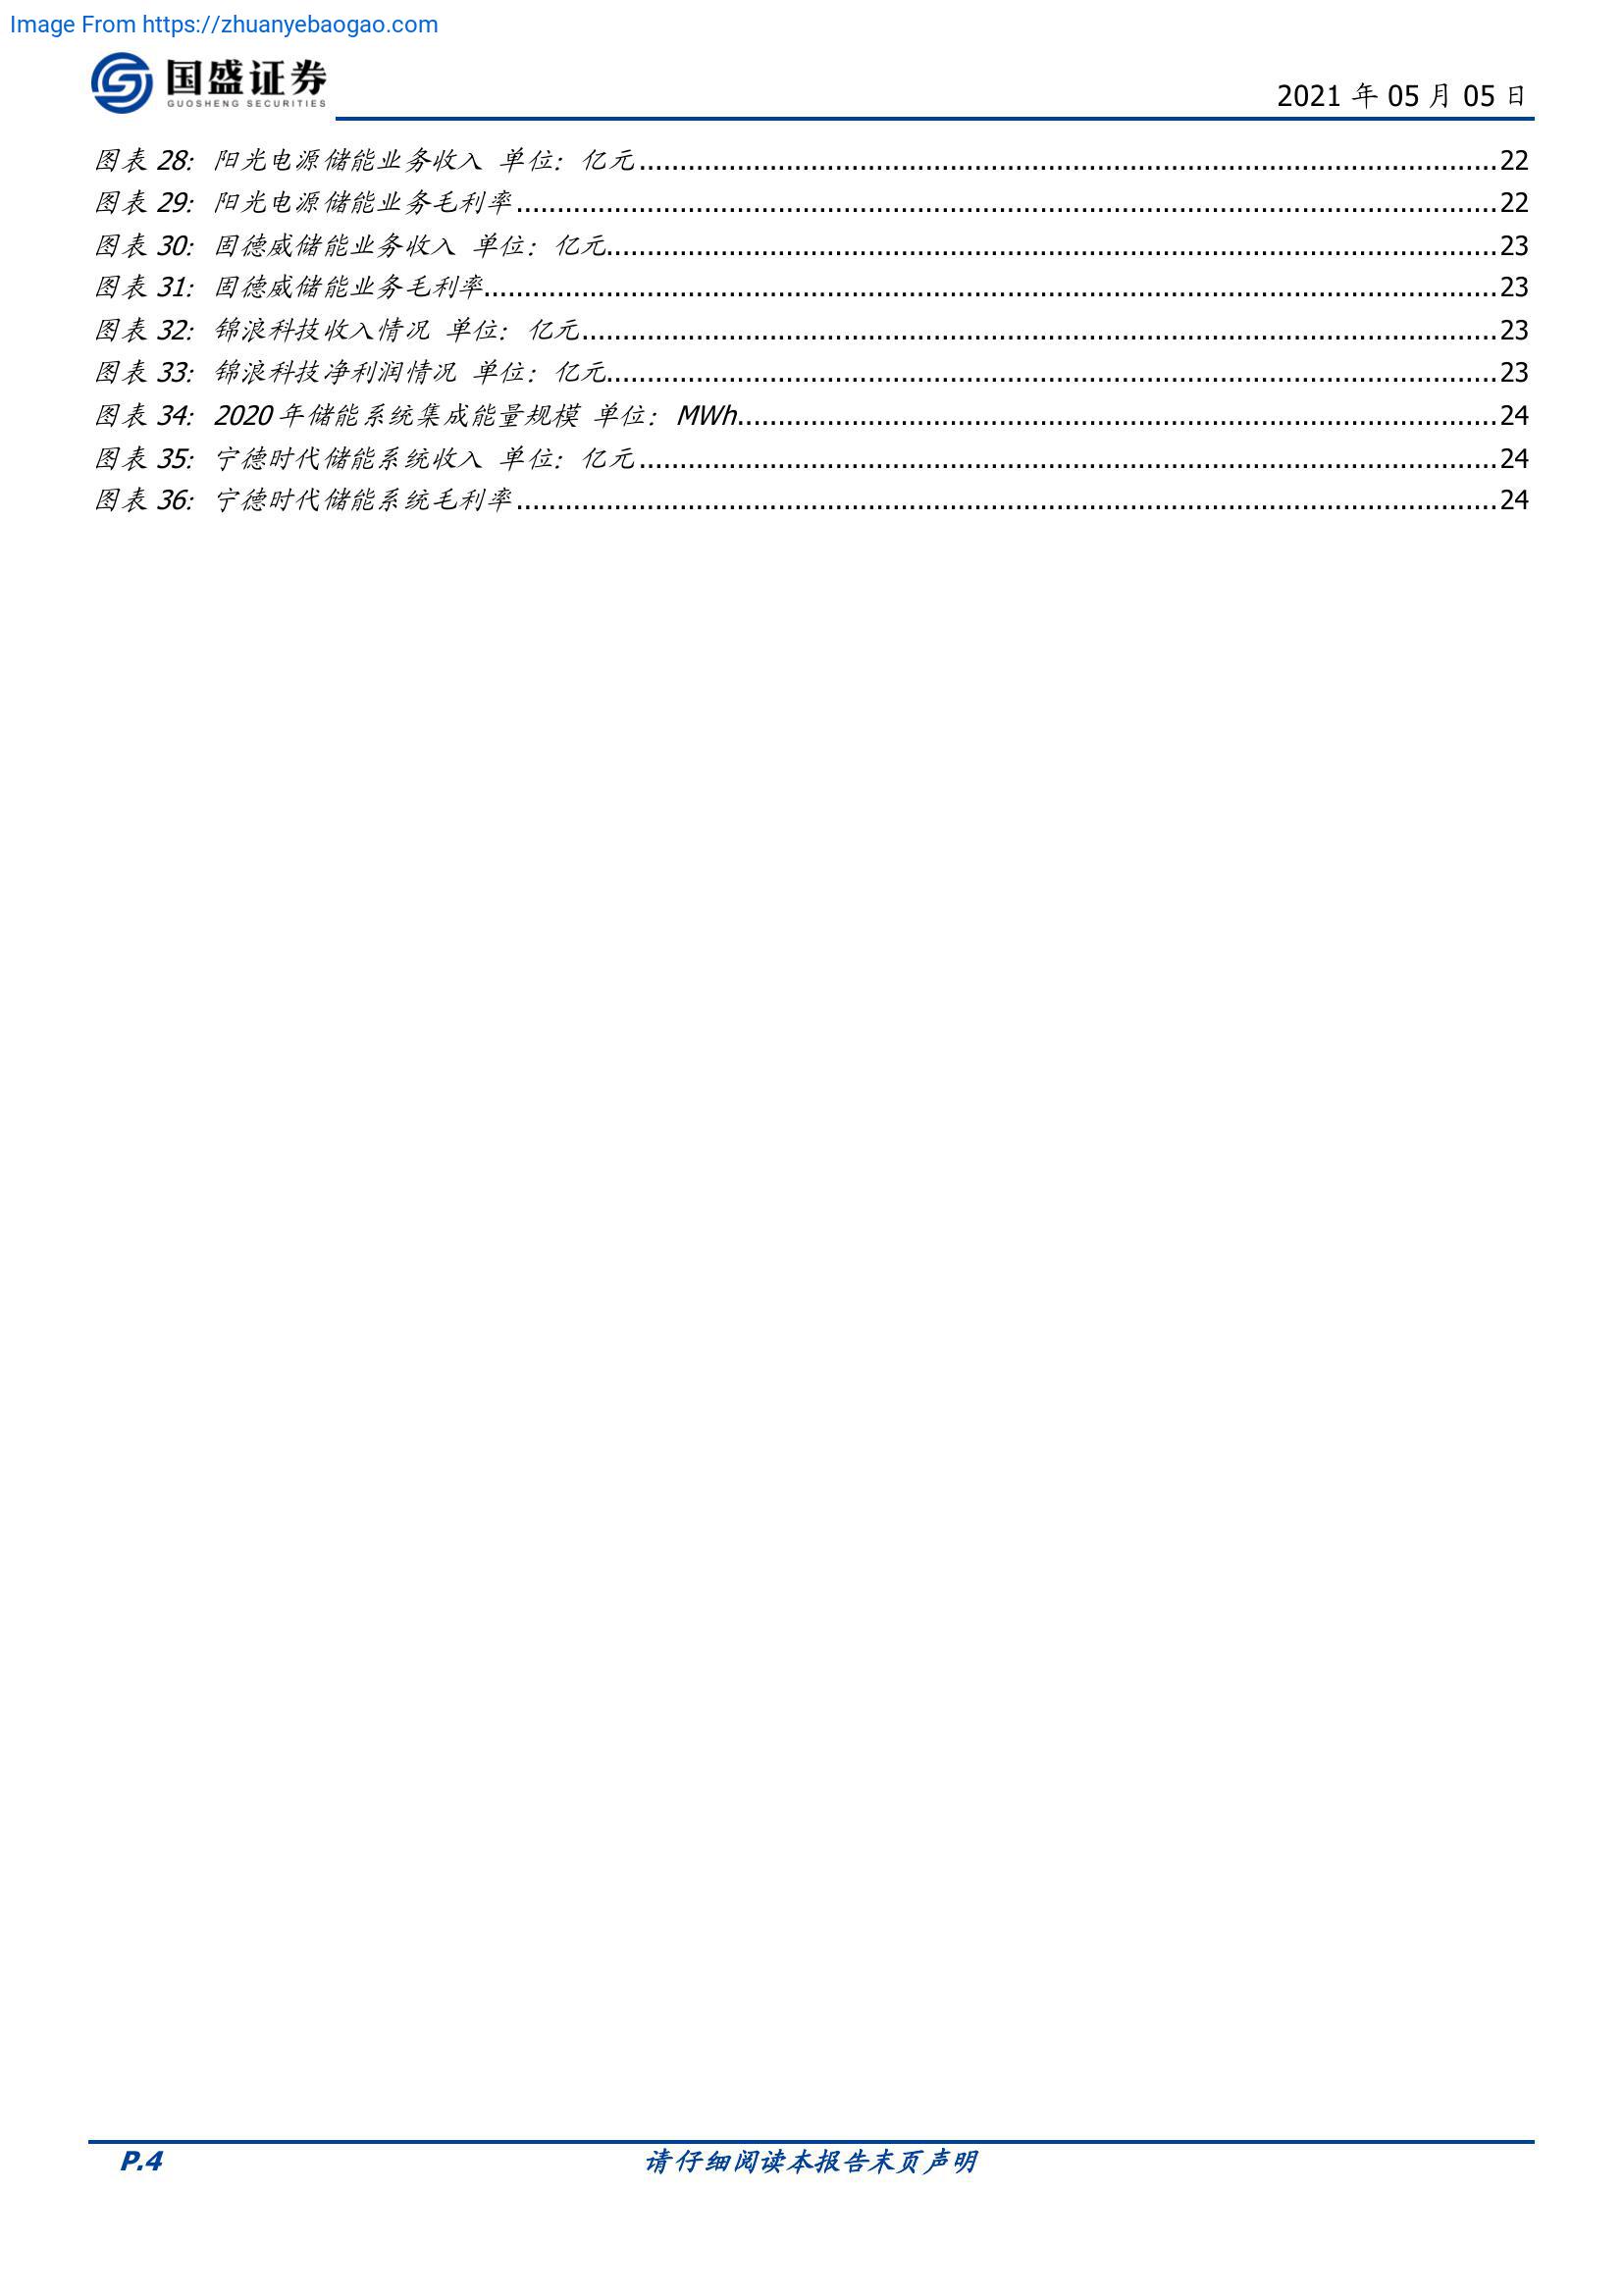 Image From https://zhuanyebaogao.com
国盛证券
GUOSHENG SECURITIES
2021 年 05 月 05 日
图表 28: 阳光电源储能业务收入 单位：亿元........................................22
图表 29: 阳光电源储能业务毛利率........................................22
图表 30: 固德威储能业务收入 单位：亿元........................................23
图表 31: 固德威储能业务毛利率........................................23
图表 32: 锦浪科技收入情况 单位：亿元........................................23
图表 33: 锦浪科技净利润情况 单位：亿元........................................23
图表 34: 2020 年储能系统集成能量规模 单位：MWh........................................24
图表 35: 宁德时代储能系统收入 单位：亿元........................................24
图表 36: 宁德时代储能系统毛利率........................................24
P.4
请仔细阅读本报告末页声明